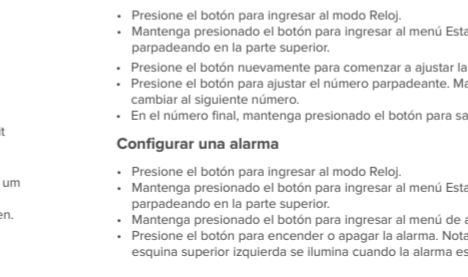 Presione el botón para ingresar al modo Reloj.
Mantenga presionado el botón para ingresar al menú
parpadeando en la parte superior.
Presione el botón nuevamente para comenzar a ajustar la
Presione el botón para ajustar el número parpadeante.
cambiar al siguiente número.
En el número final, mantenga presionado el botón para
Configurar una alarma
Presione el botón para ingresar al modo Reloj.
Mantenga presionado el botón para ingresar al menú
parpadeando en la parte superior.
Mantenga presionado el botón para ingresar al menú de
Presione el botón para encender o apagar la alarma.
esquina superior izquierda se ilumina cuando la alarma
um
en.